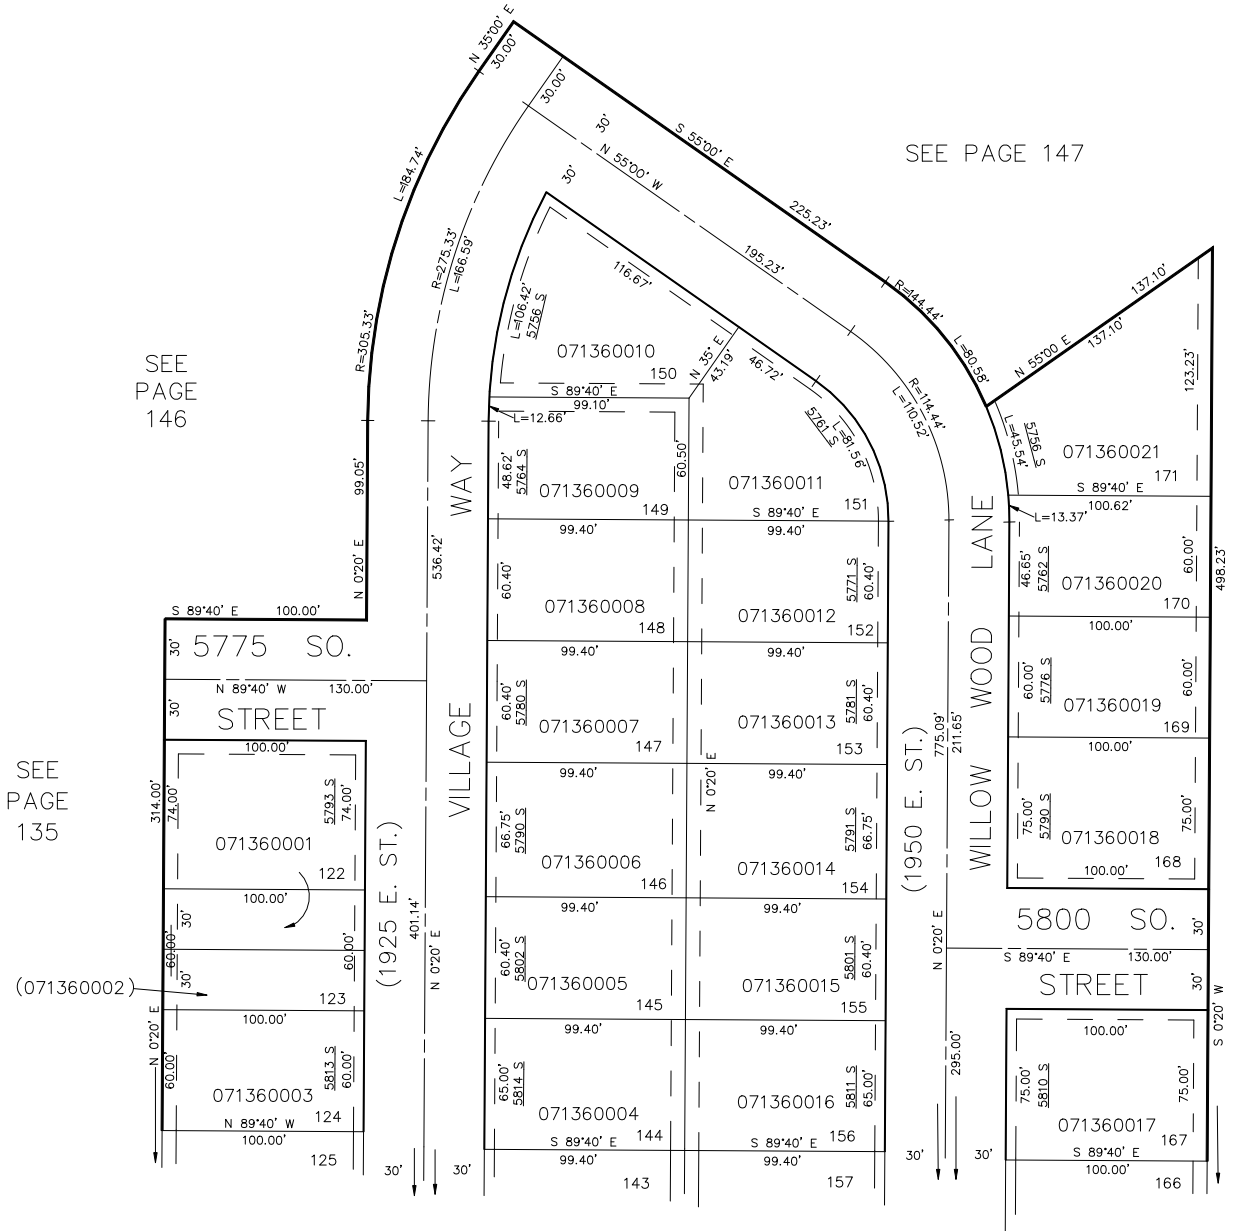 N 35°00' E
30.00'
30.00'
30'
S 55°00' E
SEE PAGE 147
N 55°00' W
30'
L=184.74'
225.23'
R=275.33'
L=166.59'
195.23'
116.67'
R=144.44'
137.10'
L=106.42'
5756 S
137.10'
R=305.33'
N 35° E
43.19'
46.72'
L=80.58'
N 55°00 E
123.23'
071360010
150
SEE
PAGE
146
S 89°40' E
99.10'
R=114.44'
L=110.52'
L=12.66'
5761 S
L=81.56'
L=45.54'
5756 S
071360021
171
60.50'
48.62'
5764 S
071360009
149
071360011
151
S 89°40' E
S 89°40' E
100.62'
L=13.37'
99.05'
WAY
99.40'
99.40'
LANE
536.42'
N 0°20' E
60.40'
071360008
148
071360012
152
5771 S
60.40'
46.65'
5762 S
071360020
170
60.00'
498.23'
S 89°40' E
100.00'
30'
5775 SO.
99.40'
99.40'
100.00'
WOOD
N 89°40' W
130.00'
30'
STREET
60.40'
5780 S
071360007
147
071360013
153
5781 S
60.40'
60.00'
5776 S
071360019
169
60.00'
VILLAGE
775.09'
211.65'
100.00'
99.40'
99.40'
100.00'
SEE
PAGE
135
314.00'
74.00'
5793 S
74.00'
071360001
122
N 0°20' E
66.75'
5790 S
071360006
146
071360014
154
5791 S
66.75'
(1950 E. ST.)
WILLOW
75.00'
5790 S
071360018
168
75.00'
100.00'
100.00'
99.40'
99.40'
30'
60.00'
60.00'
(1925 E. ST.)
401.14'
N 0°20' E
N 0°20' E
5800 SO.
30'
S 89°40' E
130.00'
60.40'
5802 S
071360005
145
071360015
155
5801 S
60.40'
30'
(071360002)
123
STREET
30'
100.00'
99.40'
99.40'
100.00'
N 0°20' E
60.00'
5813 S
60.00'
071360003
124
65.00'
5814 S
071360004
144
071360016
156
5811 S
65.00'
295.00'
75.00'
5810 S
071360017
167
75.00'
S 0°20' W
N 89°40' W
100.00'
S 89°40' E
99.40'
S 89°40' E
99.40'
S 89°40' E
100.00'
125
30'
30'
143
157
30'
30'
166